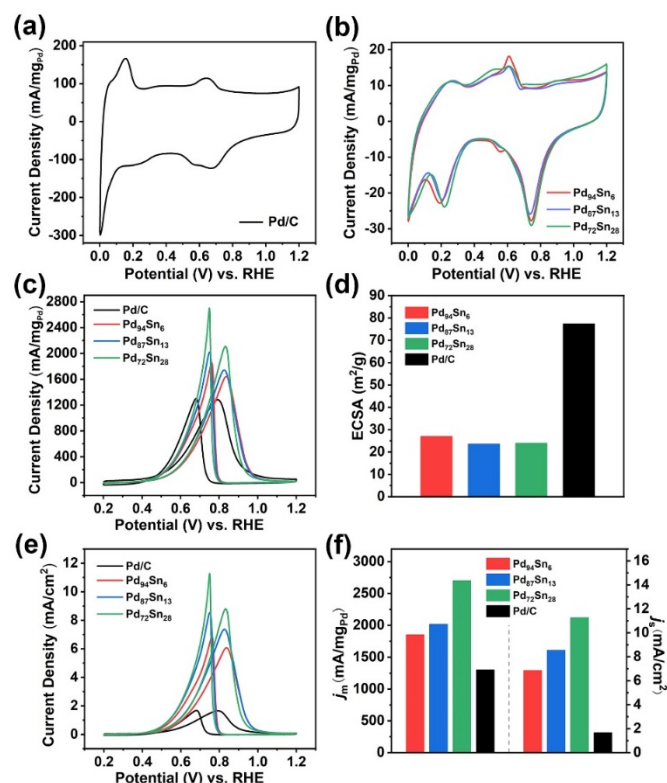 (a)
Current Density (mA/mgPd)
200
100
0
-100
-200
-300
Pd/C
0.0 0.2 0.4 0.6 0.8 1.0 1.2
Potential (V) vs. RHE
(b)
Current Density (mA/mgPd)
20
10
0
-10
-20
-30
Pd94Sn6
Pd87Sn13
Pd72Sn28
0.0 0.2 0.4 0.6 0.8 1.0 1.2
Potential (V) vs. RHE
(c)
Current Density (mA/mgPd)
2800
2400
2000
1600
1200
800
400
0
Pd/C
Pd94Sn6
Pd87Sn13
Pd72Sn28
0.2 0.4 0.6 0.8 1.0 1.2
Potential (V) vs. RHE
(d)
ECSA (m²/g)
90
80
70
60
50
40
30
20
10
0
Pd94Sn6
Pd87Sn13
Pd72Sn28
Pd/C
(e)
Current Density (mA/cm²)
12
10
8
6
4
2
0
Pd/C
Pd94Sn6
Pd87Sn13
Pd72Sn28
0.2 0.4 0.6 0.8 1.0 1.2
Potential (V) vs. RHE
(f)
jm (mA/mgPd)
3000
2500
2000
1500
1000
500
0
Pd94Sn6
Pd87Sn13
Pd72Sn28
Pd/C
14
12
10
8
6
4
2
0
js (mA/cm²)